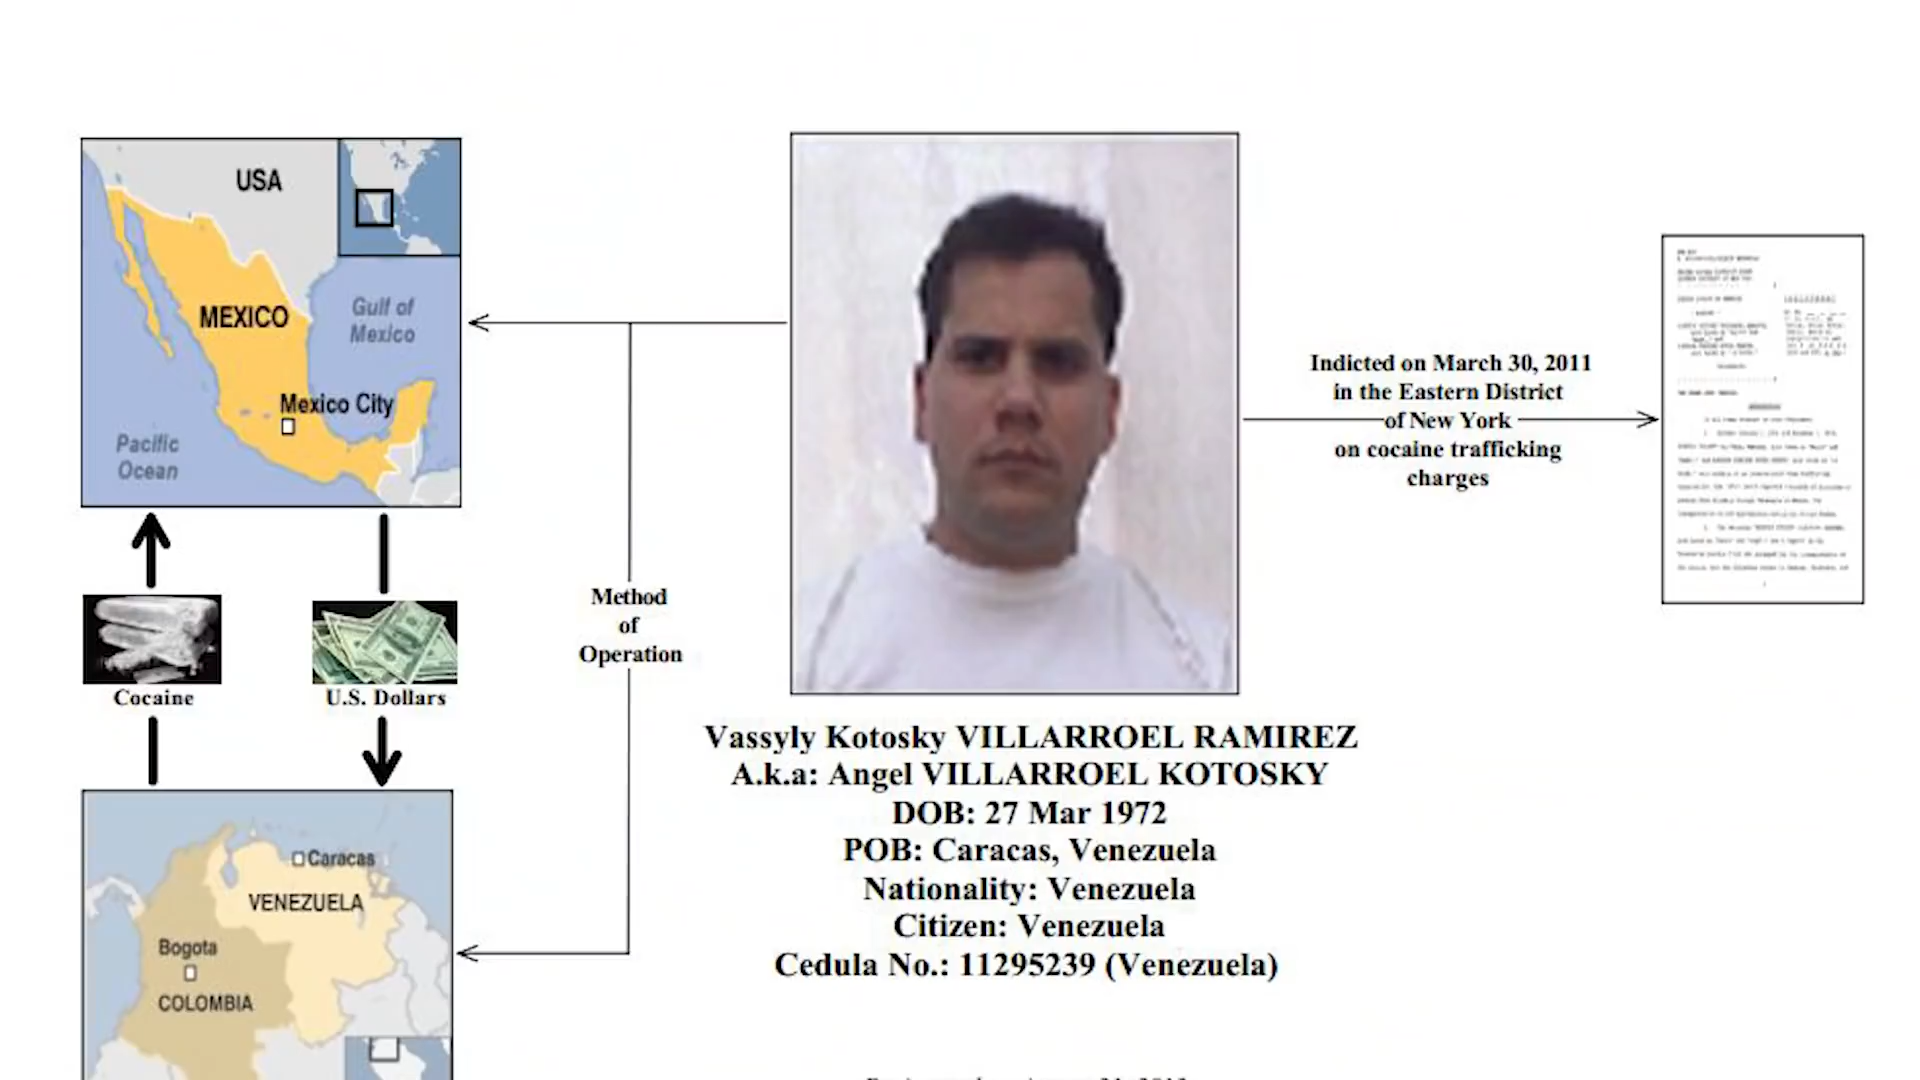 USA
MEXICO
Gulf of
Mexico
Mexico City
Pacific
Ocean
Cocaine
U.S. Dollars
Caracas
VENEZUELA
Bogota
COLOMBIA
Method
of
Operation
Vassyly Kotosky VILLARROEL RAMIREZ
A.k.a: Angel VILLARROEL KOTOSKY
DOB: 27 Mar 1972
POB: Caracas, Venezuela
Nationality: Venezuela
Citizen: Venezuela
Cedula No.: 11295239 (Venezuela)
Indicted on March 30, 2011
in the Eastern District
of New York
on cocaine trafficking
charges